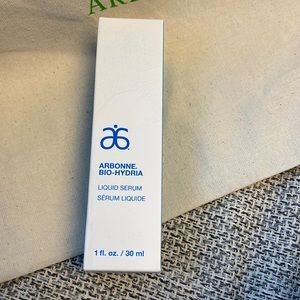 ARBONNE.
BIO-HYDRIA
LIQUID SERUM
SÉRUM LIQUIDE
1 fl. oz. / 30 ml